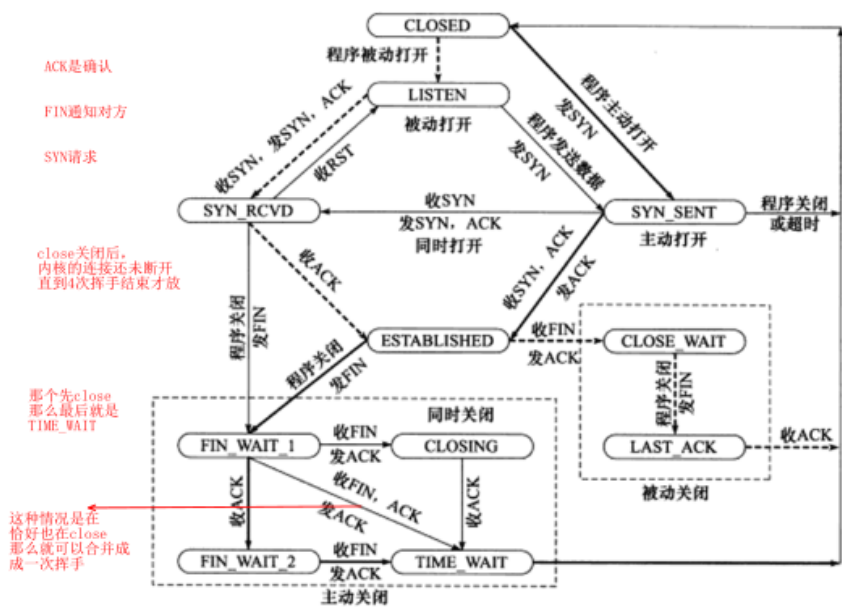 CLOSED
程序被动打开
ACK是确认
LISTEN
被动打开
FIN通知对方
收SYN,发SYN,ACK
收RST
程序发送数据
发SYN
程序主动打开
发SYN
SYN请求
收SYN
SYN_RCVD
发SYN,ACK
同时打开
SYN_SENT
主动打开
程序关闭
或超时
close关闭后,
内核的连接还未断开
直到4次挥手结束才放
收ACK
收SYN,ACK
发ACK
程序关闭
发FIN
ESTABLISHED
收FIN
发ACK
CLOSE_WAIT
程序关闭
发FIN
程序关闭
发FIN
那个先close
那么最后就是
TIME_WAIT
同时关闭
FIN_WAIT_1
收FIN
发ACK
CLOSING
LAST_ACK
收ACK
被动关闭
收ACK
收FIN,ACK
发ACK
收ACK
这种情况是在
恰好也在close
那么就可以合并成
成一次挥手
FIN_WAIT_2
收FIN
发ACK
TIME_WAIT
主动关闭